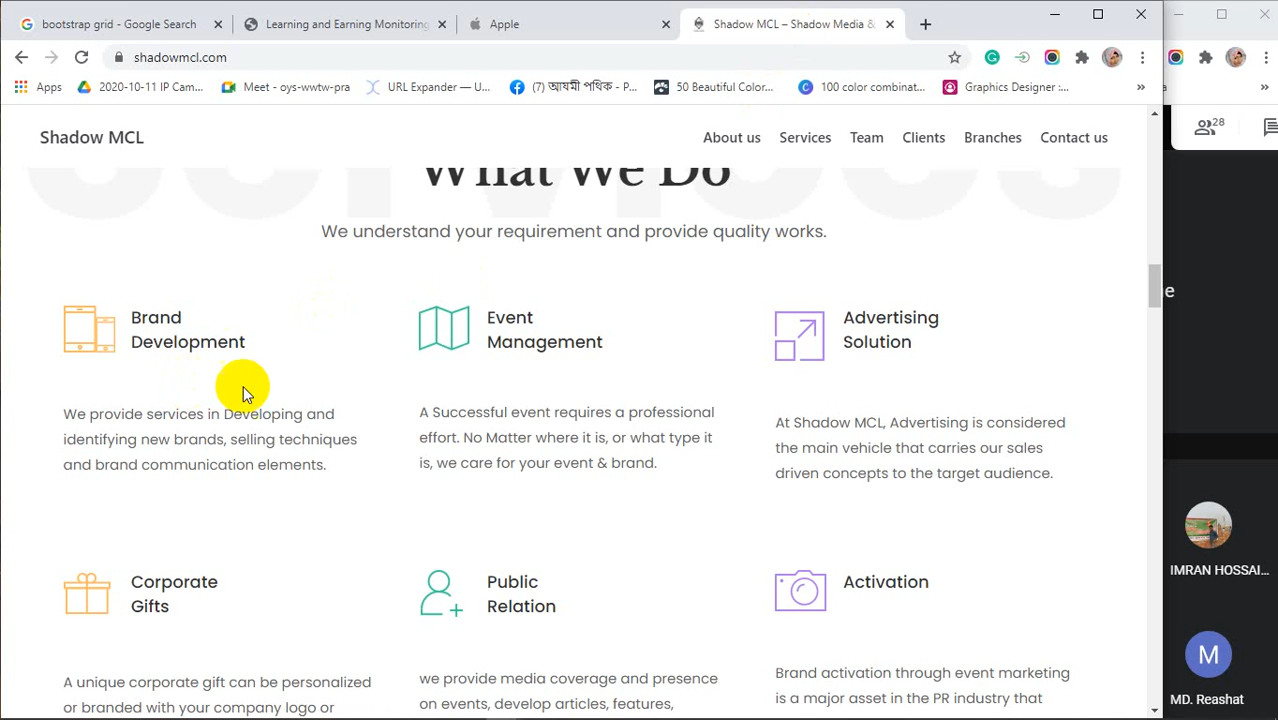 bootstrap grid - Google Search
Learning and Earning Monitoring
Apple
Shadow MCL – Shadow Media &
shadowmcl.com
Apps
2020-10-11 IP Cam...
Meet - oys-wwtw-pra
URL Expander — U...
(7) আযমী পথিক - P...
50 Beautiful Color...
100 color combinat...
Graphics Designer :...
»
»
28
Shadow MCL
About us
Services
Team
Clients
Branches
Contact us
services
What We Do
We understand your requirement and provide quality works.
Brand
Development
We provide services in Developing and
identifying new brands, selling techniques
and brand communication elements.
Event
Management
A Successful event requires a professional
effort. No Matter where it is, or what type it
is, we care for your event & brand.
Advertising
Solution
At Shadow MCL, Advertising is considered
the main vehicle that carries our sales
driven concepts to the target audience.
Corporate
Gifts
A unique corporate gift can be personalized
or branded with your company logo or
Public
Relation
we provide media coverage and presence
on events, develop articles, features,
Activation
Brand activation through event marketing
is a major asset in the PR industry that
e
IMRAN HOSSAI...
M
MD. Reashat